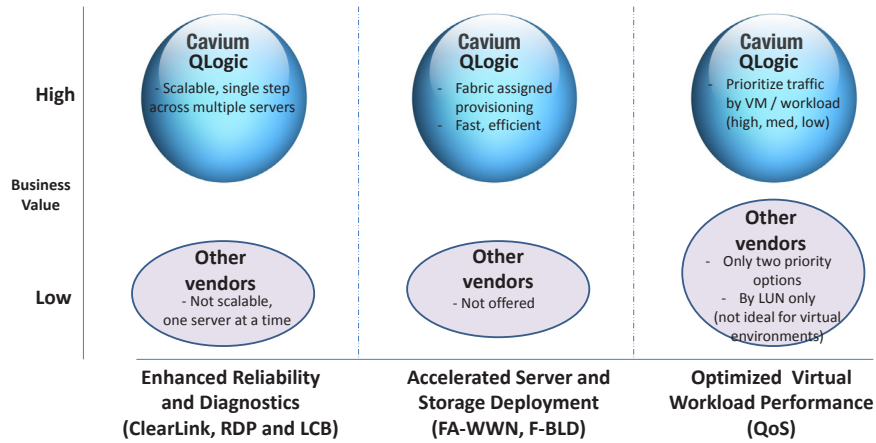 High
Business
Value
Low
Cavium
QLogic
- Scalable, single step
across multiple servers
Other
vendors
- Not scalable,
one server at a time
Enhanced Reliability
and Diagnostics
(ClearLink, RDP and LCB)
Cavium
QLogic
- Fabric assigned
provisioning
- Fast, efficient
Other
vendors
- Not offered
Accelerated Server and
Storage Deployment
(FA-WWN, F-BLD)
Cavium
QLogic
- Prioritize traffic
by VM / workload
(high, med, low)
Other
vendors
- Only two priority
options
- By LUN only
(not ideal for virtual
environments)
Optimized Virtual
Workload Performance
(QoS)